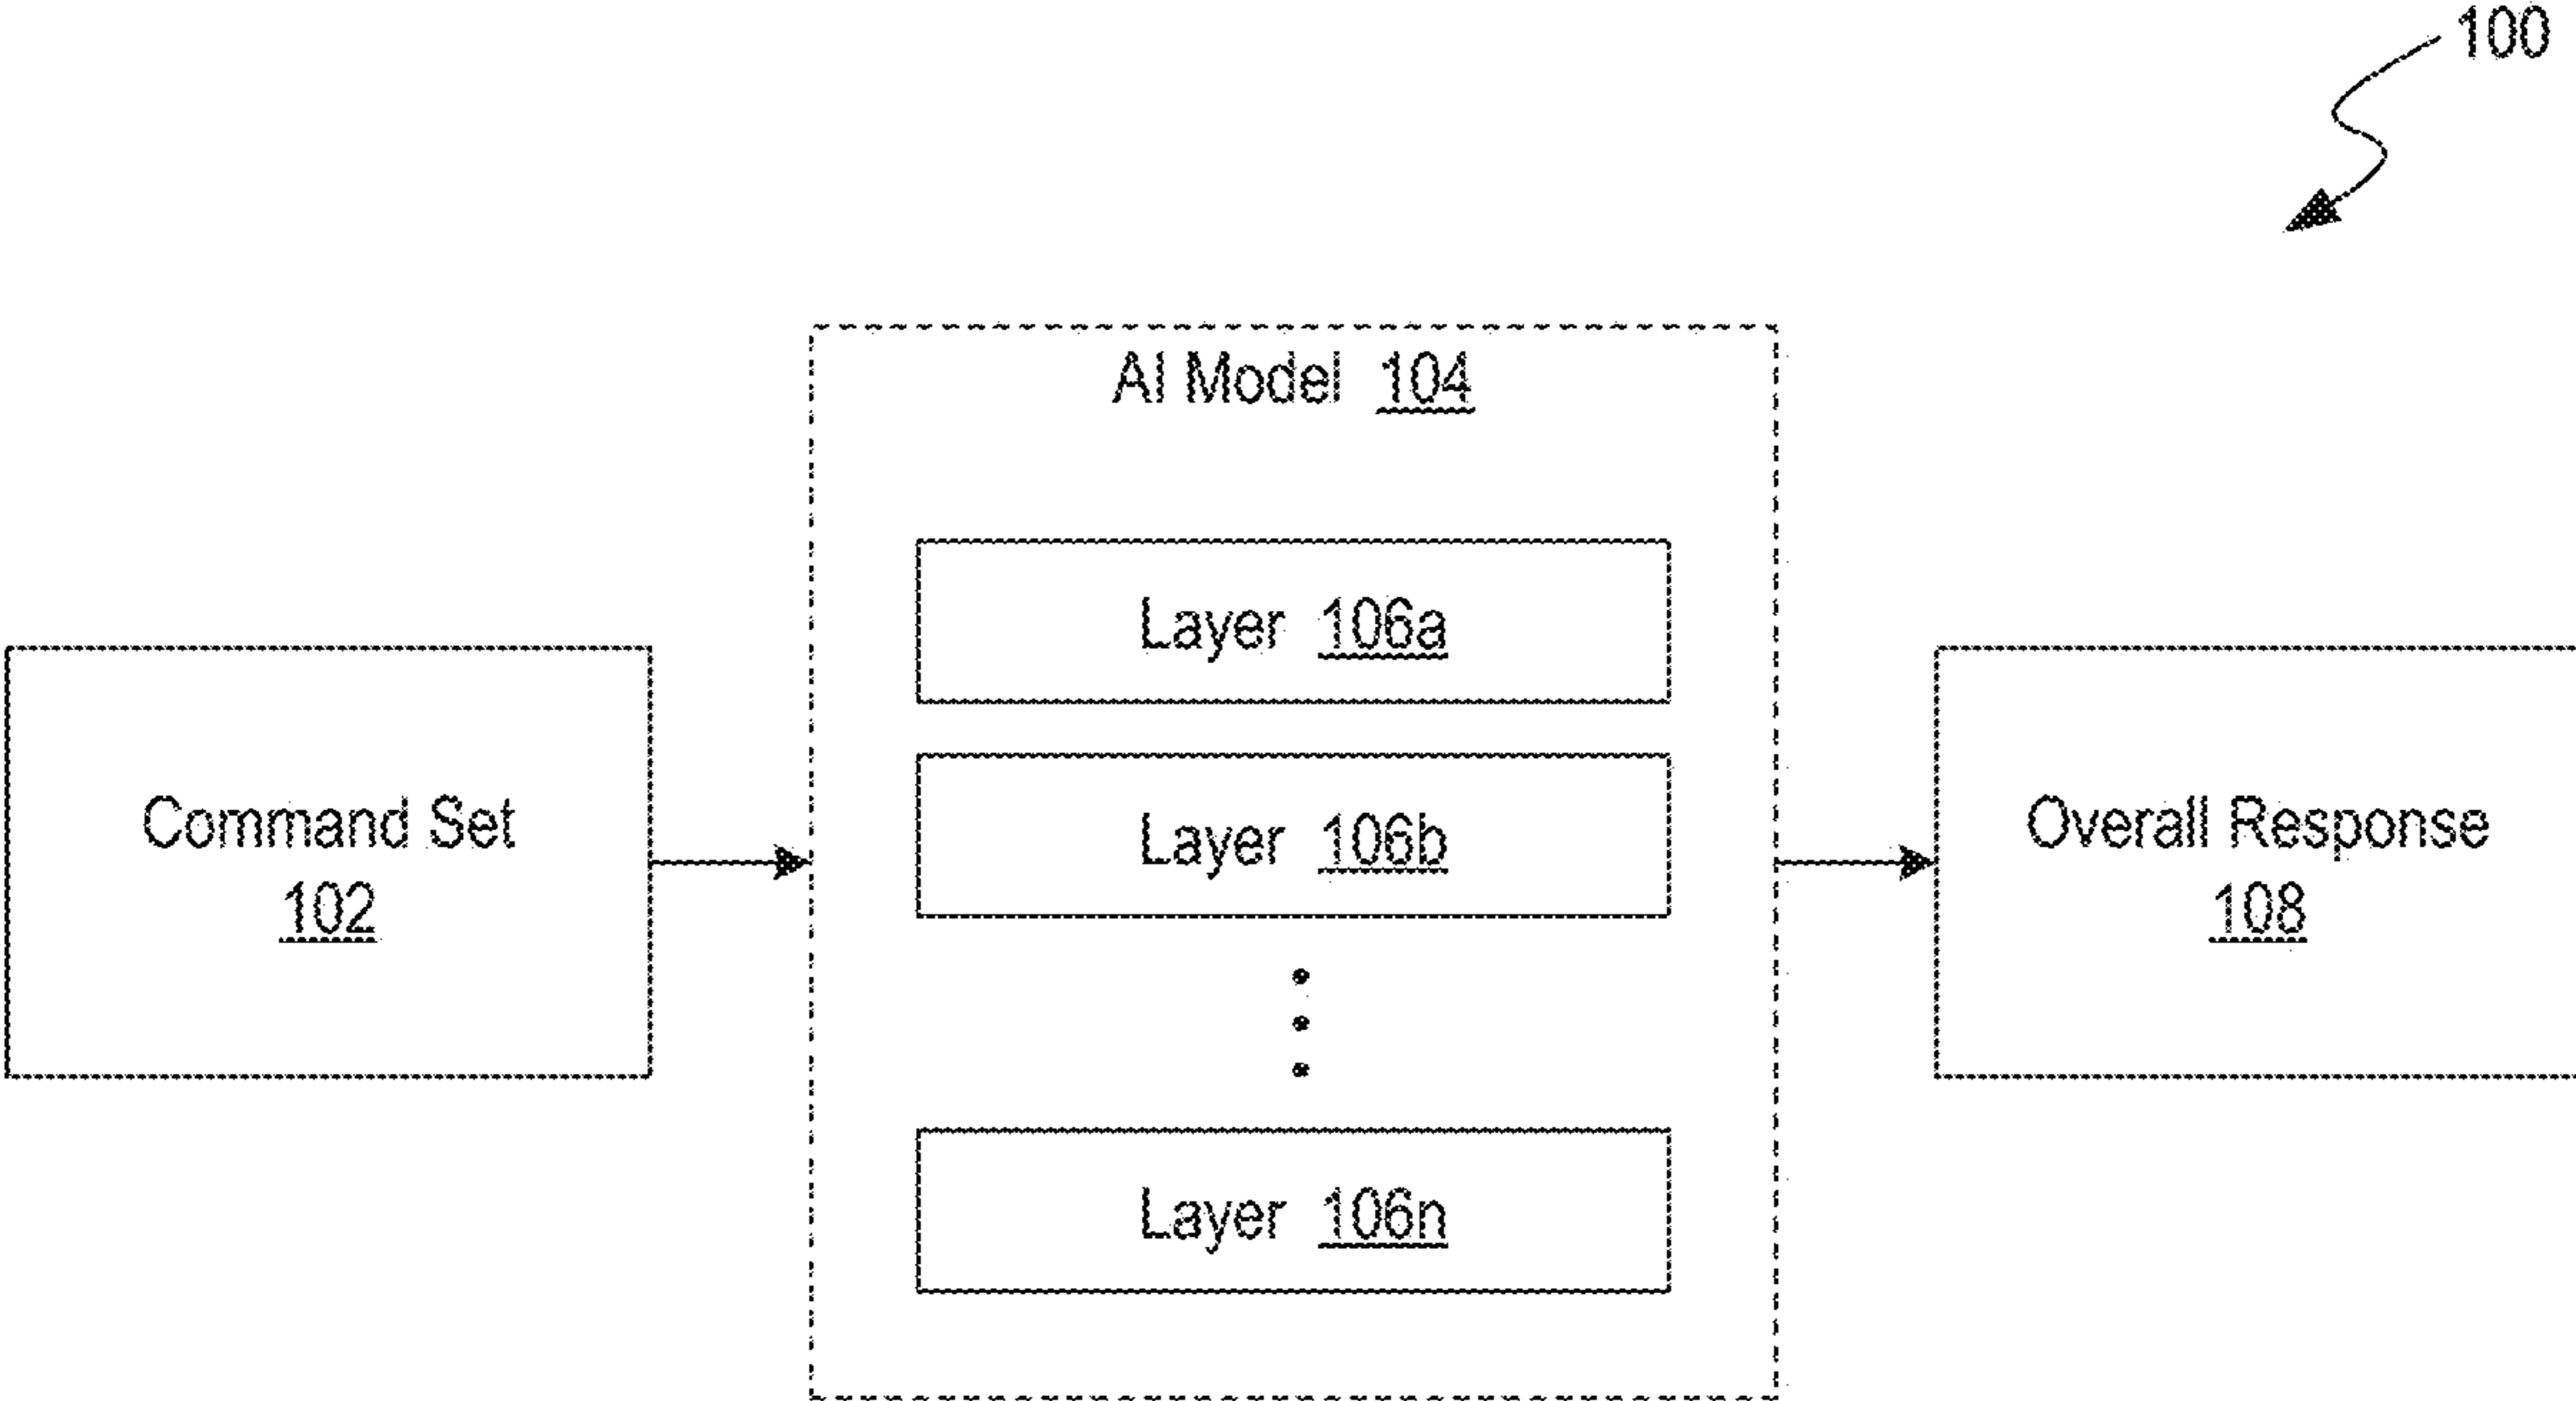 100
AI Model 104
Layer 106a
Command Set
102
Layer 106b
Overall Response
108
Layer 106n